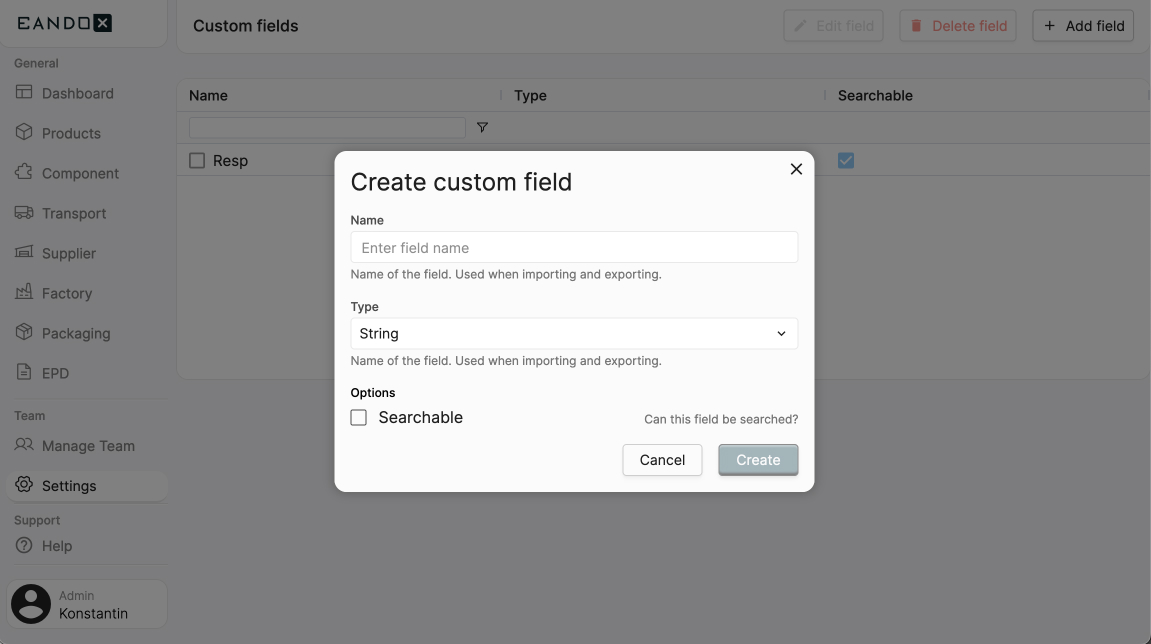 EANDOX
Custom fields
Edit field
Delete field
Add field
General
Dashboard
Products
Component
Transport
Supplier
Factory
Packaging
EPD
Team
Manage Team
Settings
Support
Help
Admin
Konstantin
Name
Type
Searchable
Resp
Create custom field
Name
Enter field name
Name of the field. Used when importing and exporting.
Type
String
Name of the field. Used when importing and exporting.
Options
Searchable
Can this field be searched?
Cancel
Create